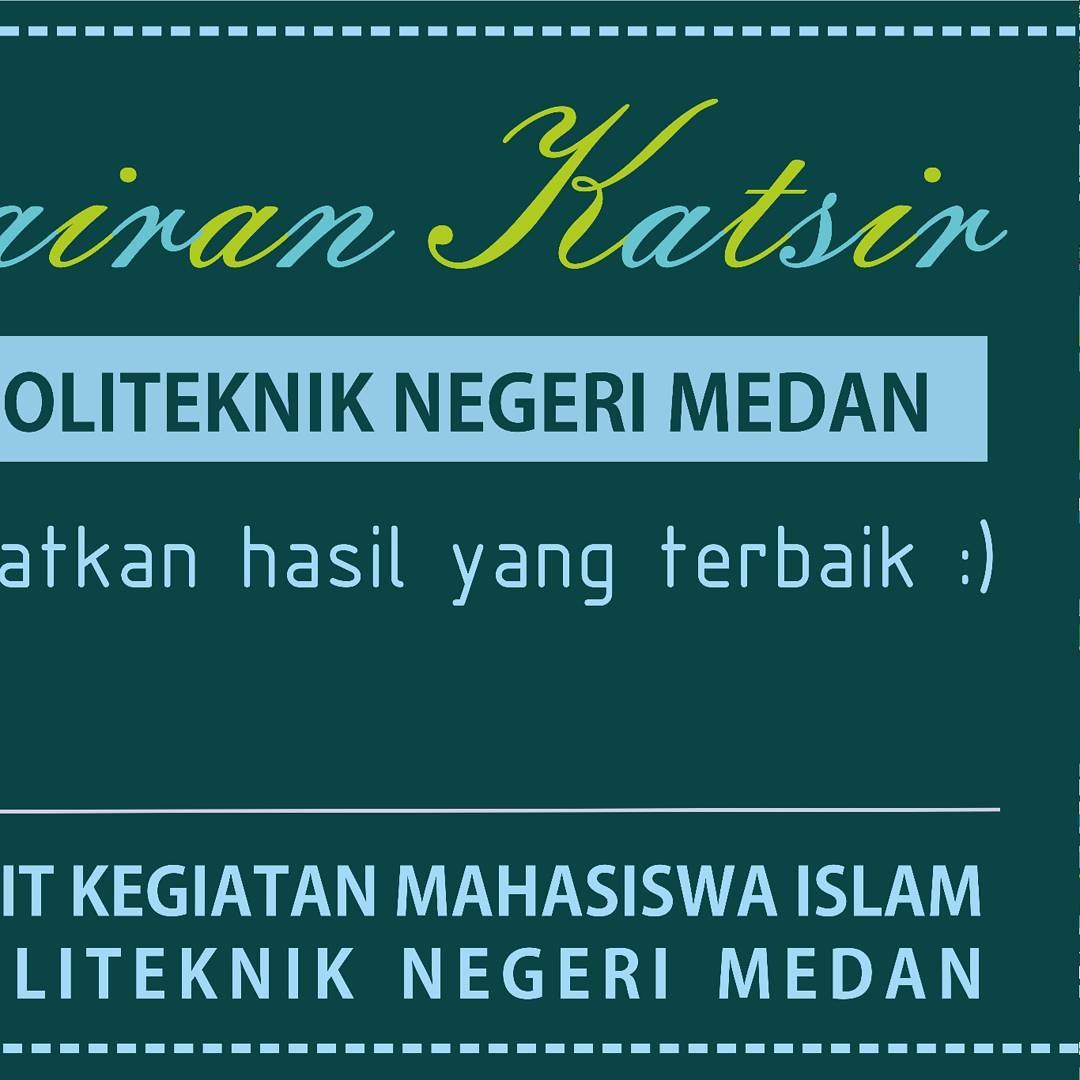 airan Katsir
OLITEKNIK NEGERI MEDAN
atkan hasil yang terbaik :)
IT KEGIATAN MAHASISWA ISLAM
LITEKNIK NEGERI MEDAN